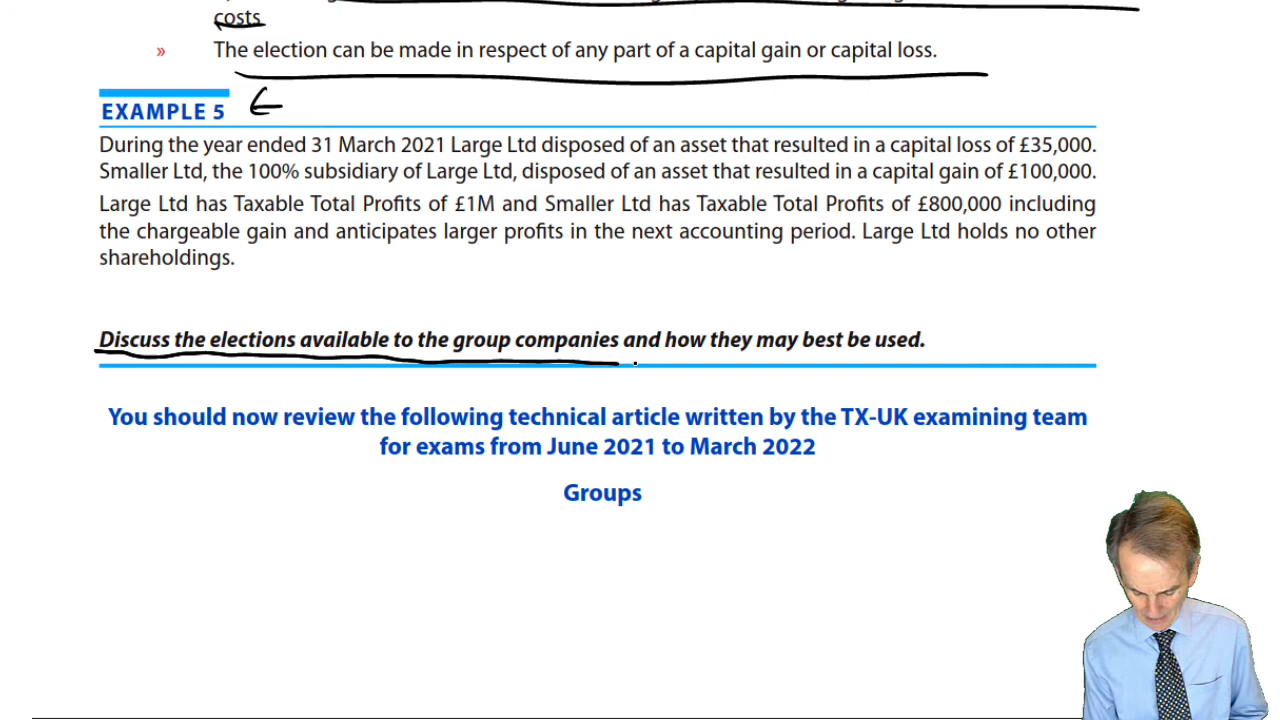 costs
» The election can be made in respect of any part of a capital gain or capital loss.
EXAMPLE 5
During the year ended 31 March 2021 Large Ltd disposed of an asset that resulted in a capital loss of £35,000.
Smaller Ltd, the 100% subsidiary of Large Ltd, disposed of an asset that resulted in a capital gain of £100,000.
Large Ltd has Taxable Total Profits of £1M and Smaller Ltd has Taxable Total Profits of £800,000 including
the chargeable gain and anticipates larger profits in the next accounting period. Large Ltd holds no other
shareholdings.
Discuss the elections available to the group companies and how they may best be used.
You should now review the following technical article written by the TX-UK examining team
for exams from June 2021 to March 2022
Groups